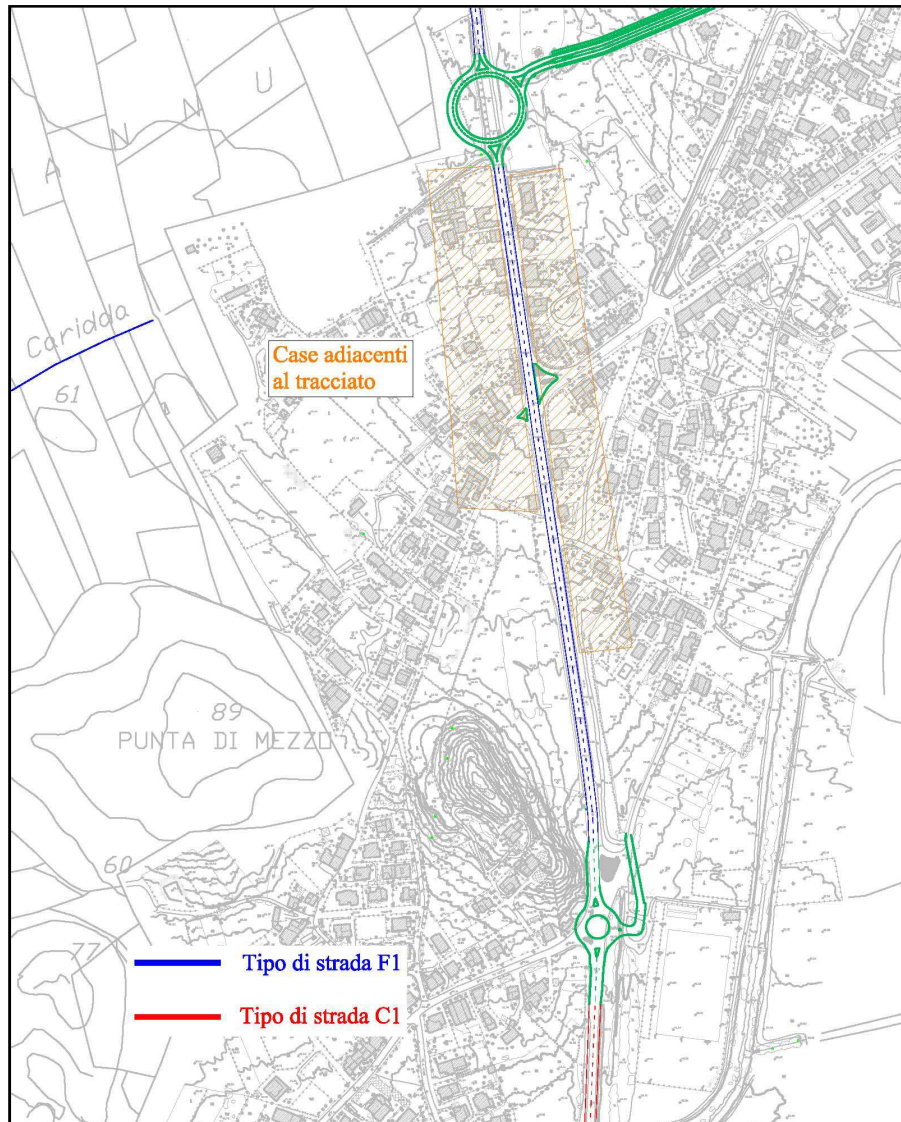 ANNU
Caridda
61
Case adiacenti
al tracciato
89
PUNTA DI MEZZO
60
77
Tipo di strada F1
Tipo di strada C1